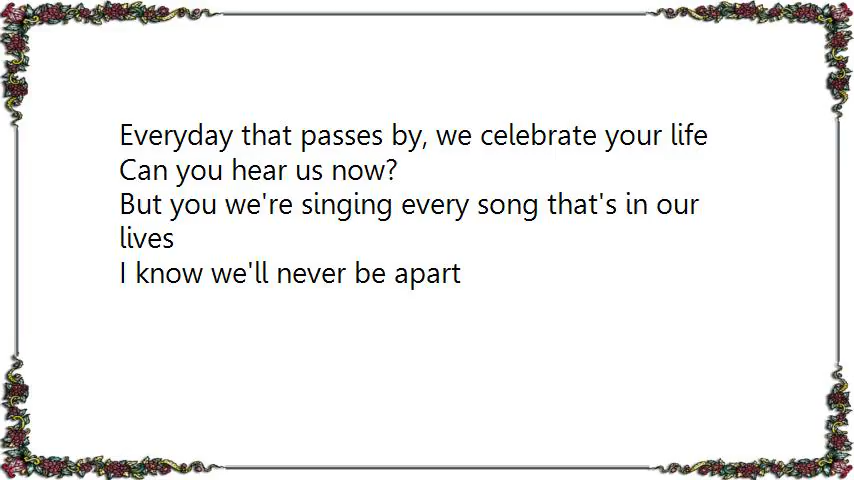 Everyday that passes by, we celebrate your life
Can you hear us now?
But you we're singing every song that's in our
lives
I know we'll never be apart